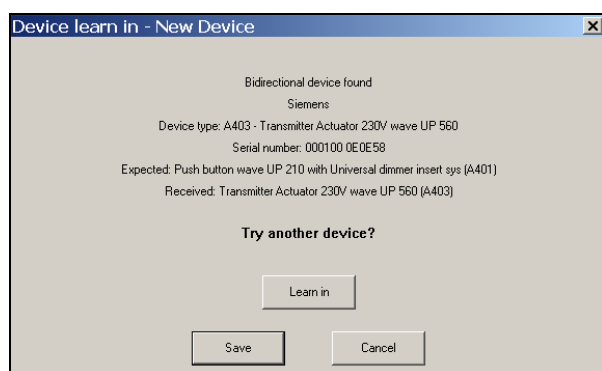 Device learn in - New Device
Bidirectional device found
Siemens
Device type: A403 - Transmitter Actuator 230V wave UP 560
Serial number: 000100 0E0E58
Expected: Push button wave UP 210 with Universal dimmer insert sys (A401)
Received: Transmitter Actuator 230V wave UP 560 (A403)
Try another device?
Learn in
Save
Cancel